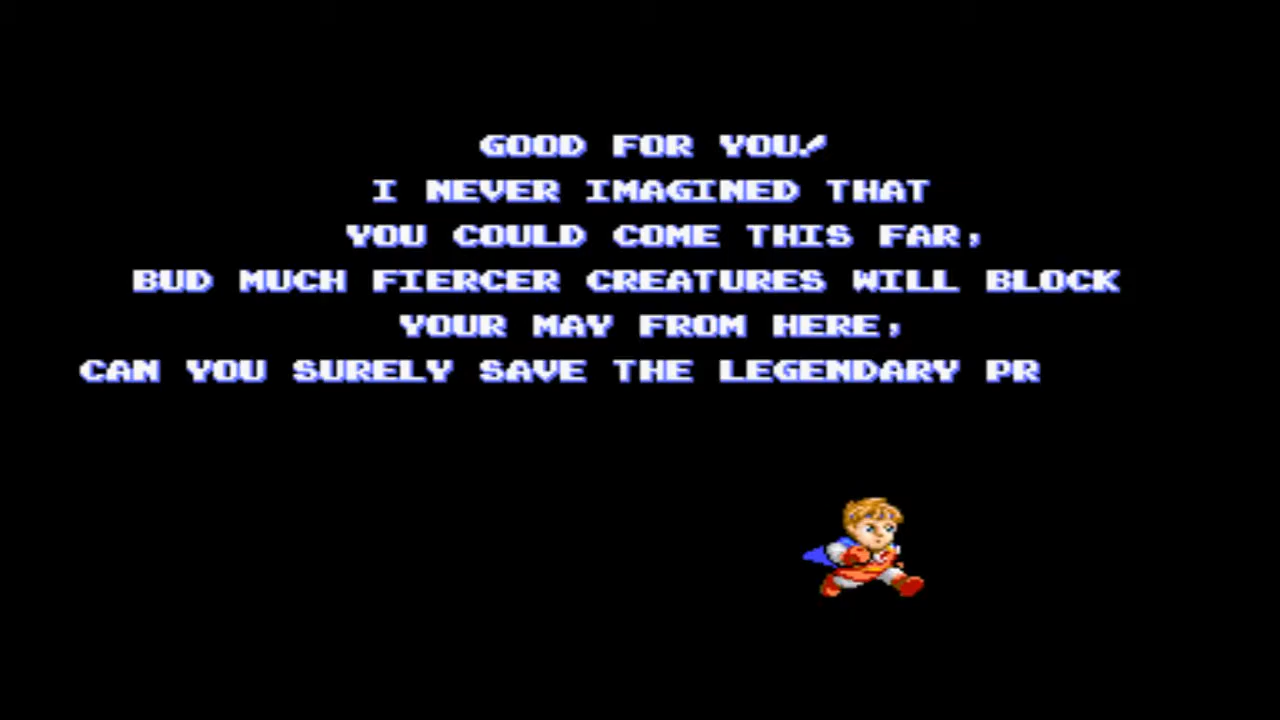 GOOD FOR YOU!
I NEVER IMAGINED THAT
YOU COULD COME THIS FAR,
BUD MUCH FIERCER CREATURES WILL BLOCK
YOUR MAY FROM HERE,
CAN YOU SURELY SAVE THE LEGENDARY PR